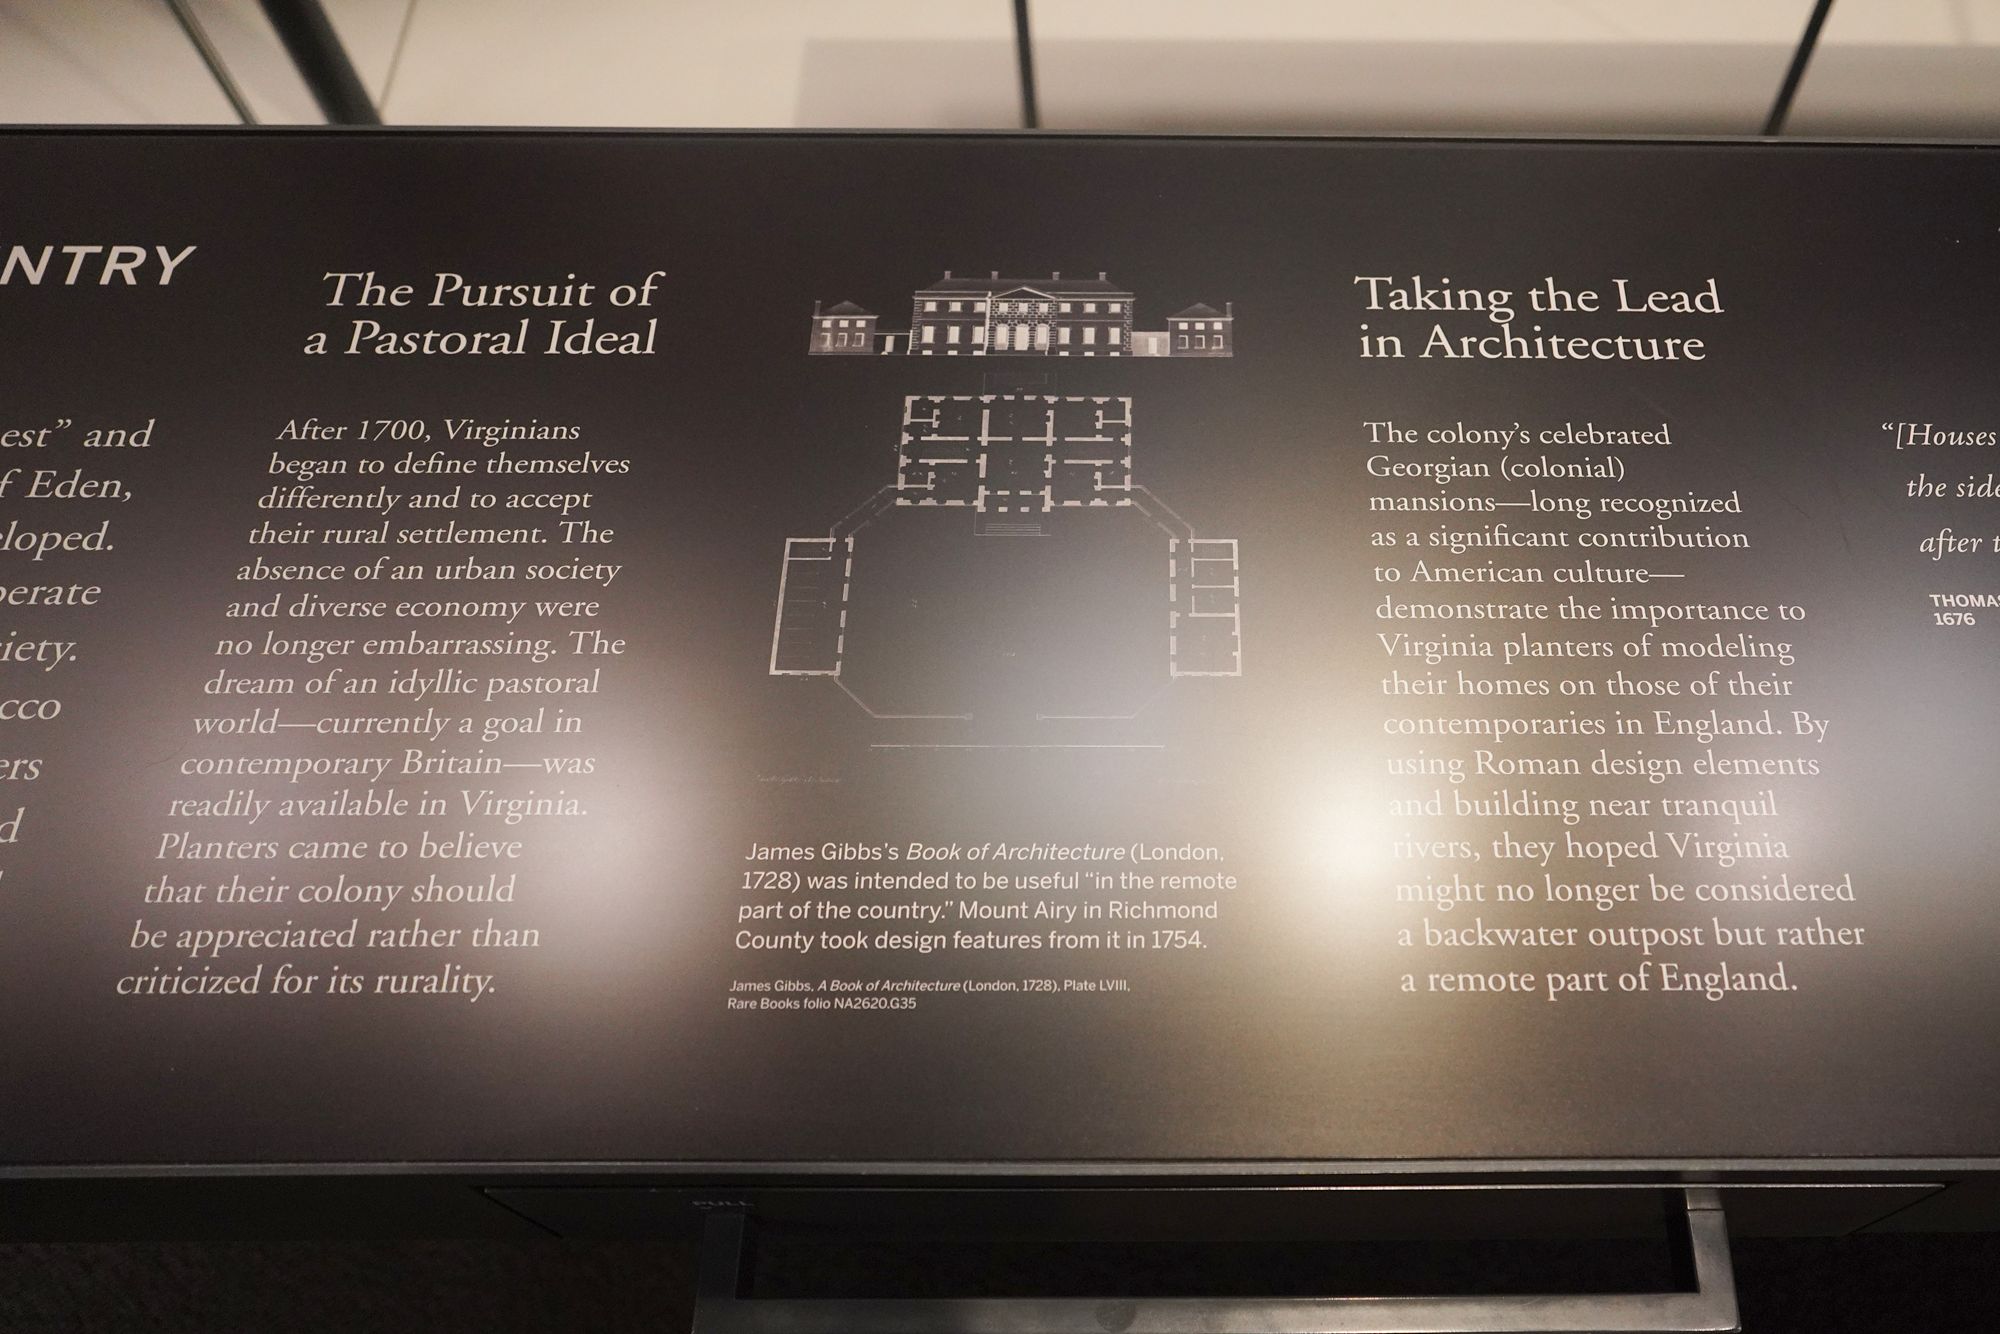 NTRY
est" and
f Eden,
loped.
perate
iety.
cco
ers
d
The Pursuit of
a Pastoral Ideal
After 1700, Virginians
began to define themselves
differently and to accept
their rural settlement. The
absence of an urban society
and diverse economy were
no longer embarrassing. The
dream of an idyllic pastoral
world—currently a goal in
contemporary Britain—was
readily available in Virginia.
Planters came to believe
that their colony should
be appreciated rather than
criticized for its rurality.
James Gibbs's Book of Architecture (London,
1728) was intended to be useful "in the remote
part of the country." Mount Airy in Richmond
County took design features from it in 1754.
James Gibbs, A Book of Architecture (London, 1728), Plate LVIII,
Rare Books folio NA2620.G35
Taking the Lead
in Architecture
The colony's celebrated
Georgian (colonial)
mansions—long recognized
as a significant contribution
to American culture—
demonstrate the importance to
Virginia planters of modeling
their homes on those of their
contemporaries in England. By
using Roman design elements
and building near tranquil
rivers, they hoped Virginia
might no longer be considered
a backwater outpost but rather
a remote part of England.
"[Houses
the side
after t
THOMAS
1676
PULL